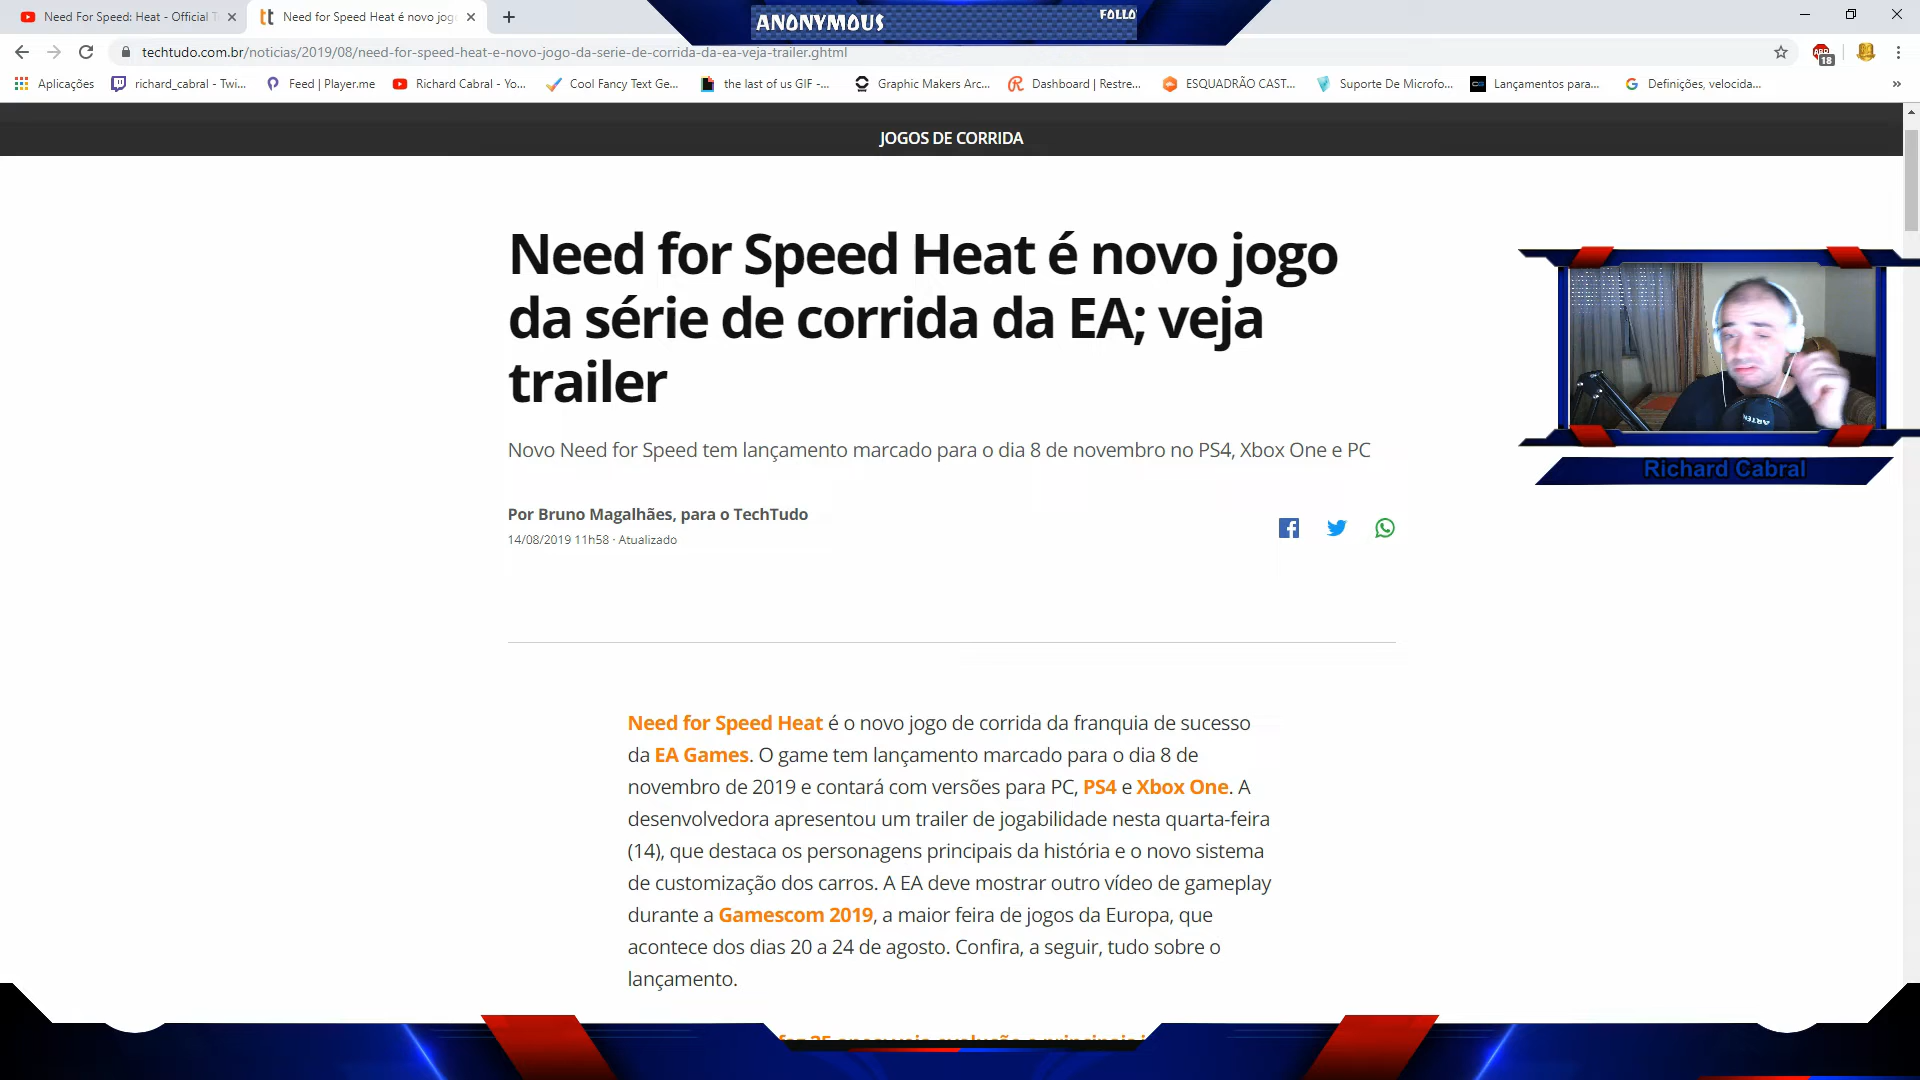 Need For Speed: Heat - Official T
Need for Speed Heat é novo jog
ANONYMOUS
FOLLO
techtudo.com.br/noticias/2019/08/need-for-speed-heat-e-novo-jogo-da-serie-de-corrida-da-ea-veja-trailer.ghtml
18
Aplicações
richard_cabral - Twi...
Feed | Player.me
Richard Cabral - Yo...
Cool Fancy Text Ge...
the last of us GIF -...
Graphic Makers Arc...
Dashboard | Restre...
ESQUADRÃO CAST...
Suporte De Microfo...
Lançamentos para...
Definições, velocida...
JOGOS DE CORRIDA
Need for Speed Heat é novo jogo
da série de corrida da EA; veja
trailer
Novo Need for Speed tem lançamento marcado para o dia 8 de novembro no PS4, Xbox One e PC
Richard Cabral
Por Bruno Magalhães, para o TechTudo
14/08/2019 11h58 · Atualizado
Need for Speed Heat é o novo jogo de corrida da franquia de sucesso
da EA Games. O game tem lançamento marcado para o dia 8 de
novembro de 2019 e contará com versões para PC, PS4 e Xbox One. A
desenvolvedora apresentou um trailer de jogabilidade nesta quarta-feira
(14), que destaca os personagens principais da história e o novo sistema
de customização dos carros. A EA deve mostrar outro vídeo de gameplay
durante a Gamescom 2019, a maior feira de jogos da Europa, que
acontece dos dias 20 a 24 de agosto. Confira, a seguir, tudo sobre o
lançamento.